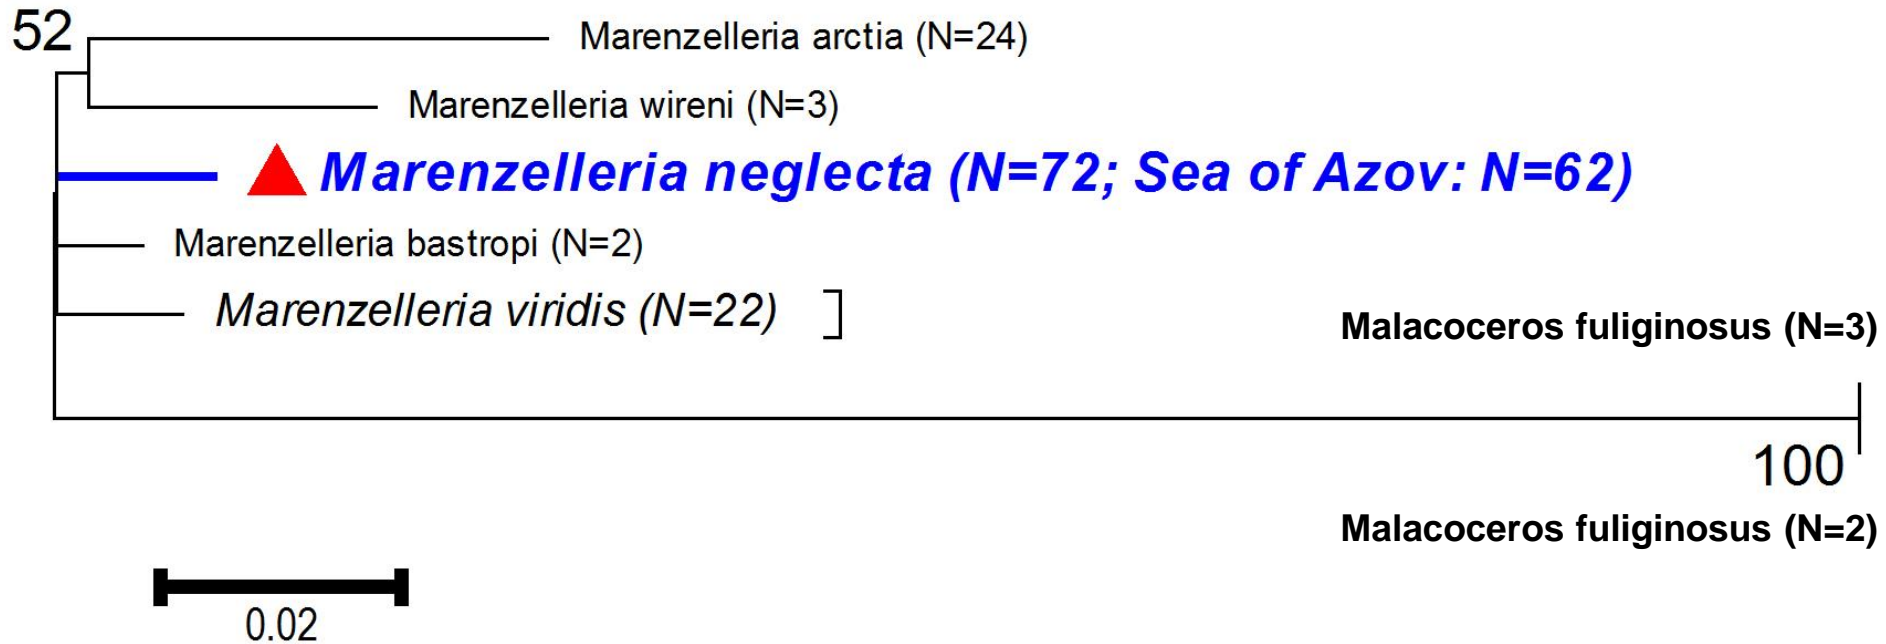 52
Marenzelleria arctia (N=24)
Marenzelleria wireni (N=3)
Marenzelleria neglecta (N=72; Sea of Azov: N=62)
Marenzelleria bastropi (N=2)
Marenzelleria viridis (N=22)
Malacoceros fuliginosus (N=3)
100
Malacoceros fuliginosus (N=2)
0.02